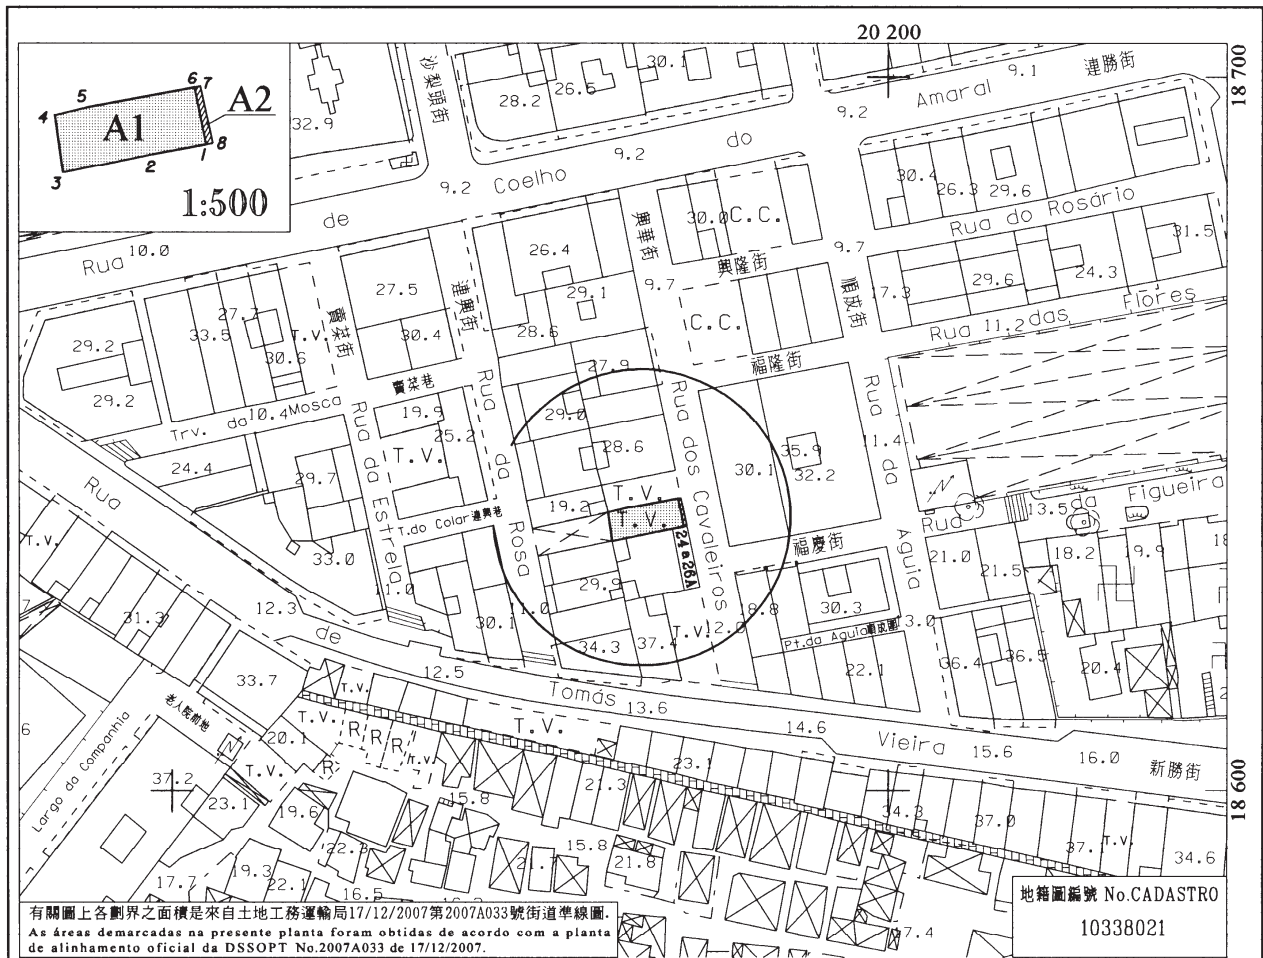 20 200
18 700
18 600
6 7
5
4
A2
A1
1 8
2
3
1:500
沙梨頭街
32.9
28.2
26.6
30.1
9.1
連勝街
Amaral
9.2
do
9.2
Coelho
9.2
de
10.0
Rua
30.4
26.3
29.6
Rua do Rosário
31.5
興華街
30.0
C.C.
26.4
興隆街
9.7
9.7
29.1
27.5
連興街
順成街
17.3
29.6
24.3
Flores
Rua 11.2 das
C.C.
賣菜街
27.7
33.5
T.V.
30.6
30.4
28.6
29.2
福隆街
27.9
賣菜巷
29.2
Trv. da 10.4 Mosca
19.9
25.2
T.V.
Rua da Rosa
29.0
28.6
Rua dos Cavaleiros
30.1
35.9
32.2
Rua da Aguia
11.4
24.4
29.7
Rua da Estrela
T.V.
19.2
T.V.
24a26A
T.do Colar 連興巷
Rua
13.5
da Figueira
福慶街
T.V.
33.0
11.0
29.9
11.0
21.0
21.5
18.2
19.9
18
12.3
31.3
30.1
34.3
37.4
T.V.
12.0
18.8
30.3
13.0
Pt.da Aguia 順成圍
22.1
36.4
36.5
20.4
Rua
de
12.5
Tomás
13.6
14.6
Vieira
15.6
16.0
新勝街
33.7
T.V.
T.V.
R
R
R
T.V.
T.V.
老人院前地
20.1
T.V.
R
Largo da Companhia
37.2
23.1
19.6
15.8
21.3
23.1
34.3
37.0
37.1
T.V.
34.6
22.3
15.8
21.8
17.7
19.3
22.1
16.5
有關圖上各劃界之面積是來自土地工務運輸局17/12/2007第2007A033號街道準線圖.
As áreas demarcadas na presente planta foram obtidas de acordo com a planta
de alinhamento oficial da DSSOPT No.2007A033 de 17/12/2007.
地籍圖編號 No.CADASTRO
10338021